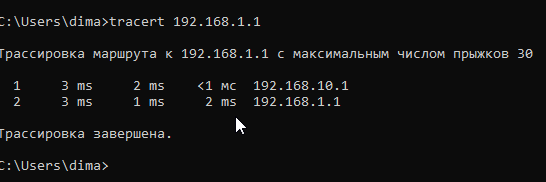 C:\Users\dima>tracert 192.168.1.1
Трассировка маршрута к 192.168.1.1 с максимальным числом прыжков 30
1 3 ms 2 ms <1 мс 192.168.10.1
2 3 ms 1 ms 2 ms 192.168.1.1
Трассировка завершена.
C:\Users\dima>